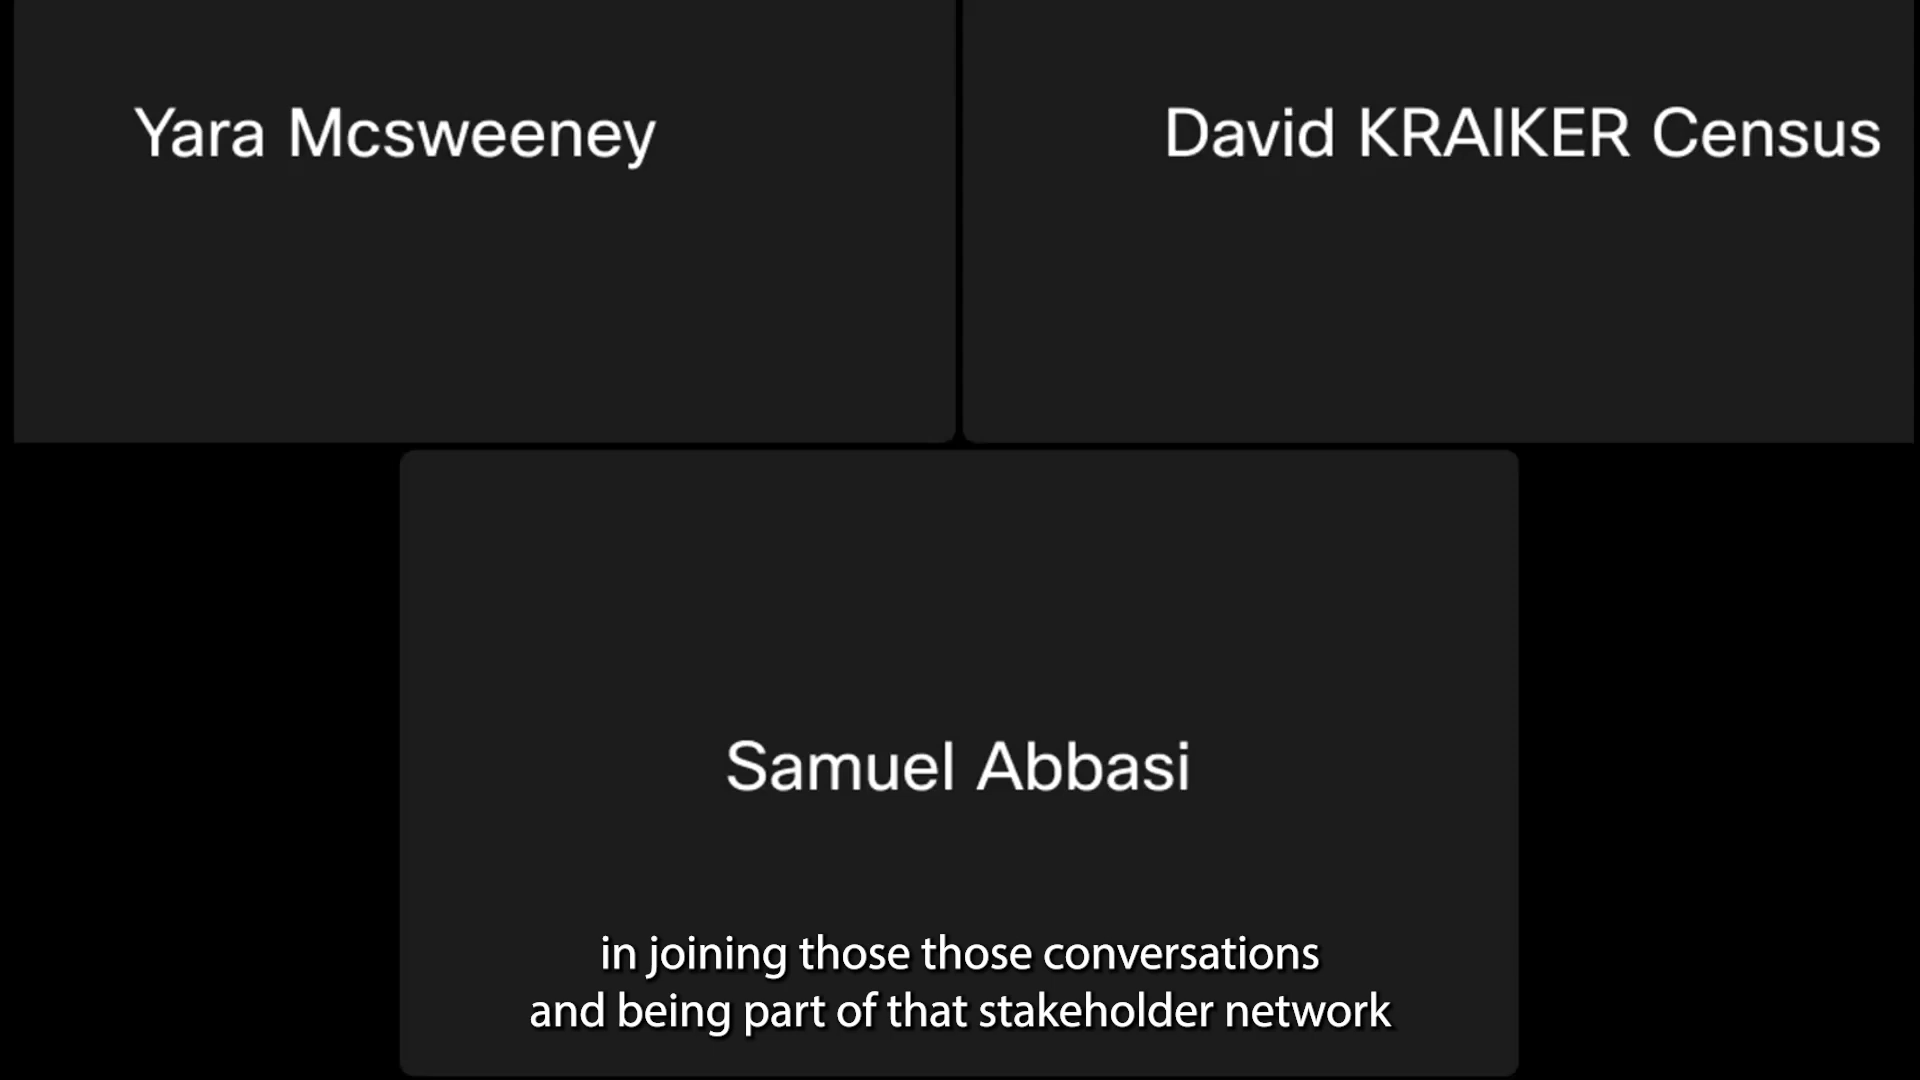 Yara Mcsweeney
David KRAIKER Census
Samuel Abbasi
in joining those those conversations
and being part of that stakeholder network